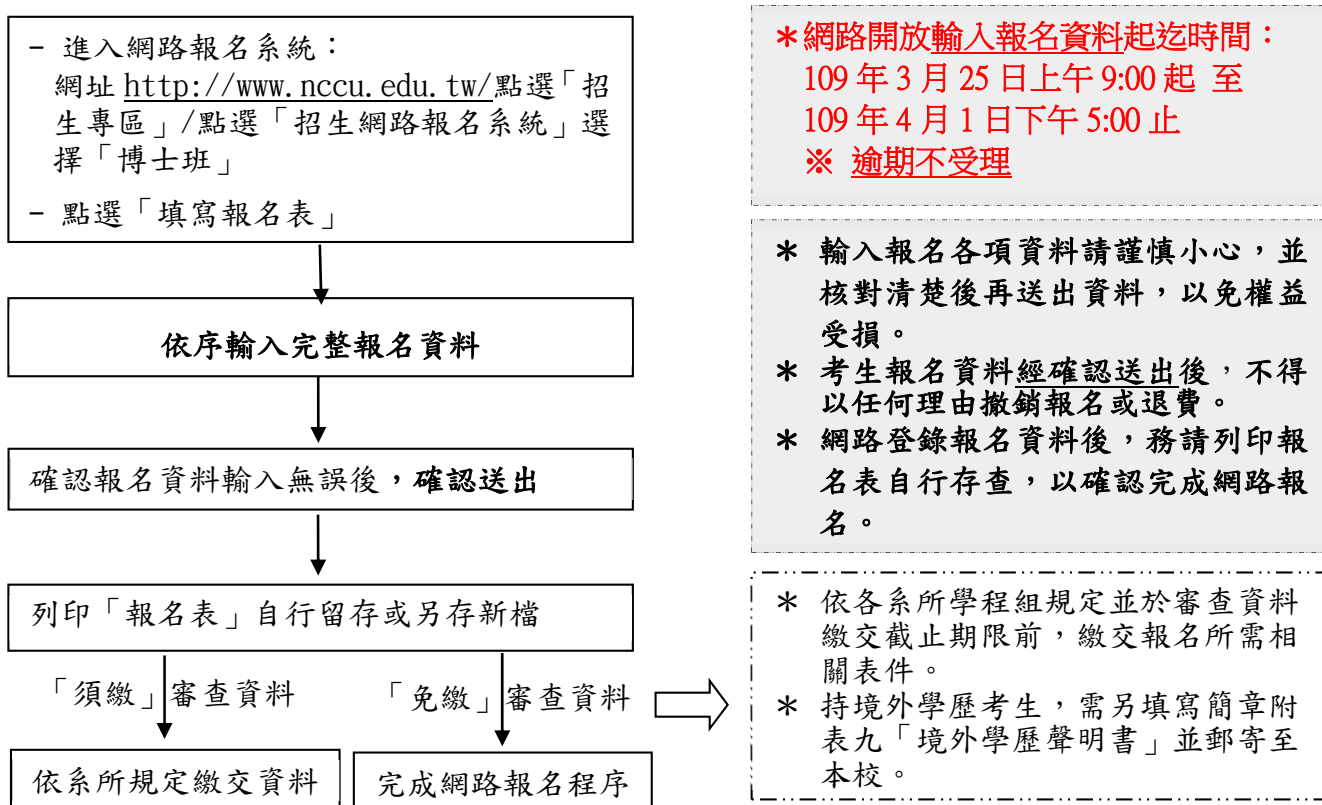 - 進入網路報名系統：
網址 http://www.nccu.edu.tw/點選「招
生專區」/點選「招生網路報名系統」選
擇「博士班」
- 點選「填寫報名表」
依序輸入完整報名資料
確認報名資料輸入無誤後，確認送出
列印「報名表」自行留存或另存新檔
「須繳」審查資料
「免繳」審查資料
依系所規定繳交資料
完成網路報名程序
＊網路開放輸入報名資料起迄時間：
109 年 3 月 25 日上午 9:00 起 至
109 年 4 月 1 日下午 5:00 止
※ 逾期不受理
＊ 輸入報名各項資料請謹慎小心，並
核對清楚後再送出資料，以免權益
受損。
＊ 考生報名資料經確認送出後，不得
以任何理由撤銷報名或退費。
＊ 網路登錄報名資料後，務請列印報
名表自行存查，以確認完成網路報
名。
＊ 依各系所學程組規定並於審查資料
繳交截止期限前，繳交報名所需相
關表件。
＊ 持境外學歷考生，需另填寫簡章附
表九「境外學歷聲明書」並郵寄至
本校。